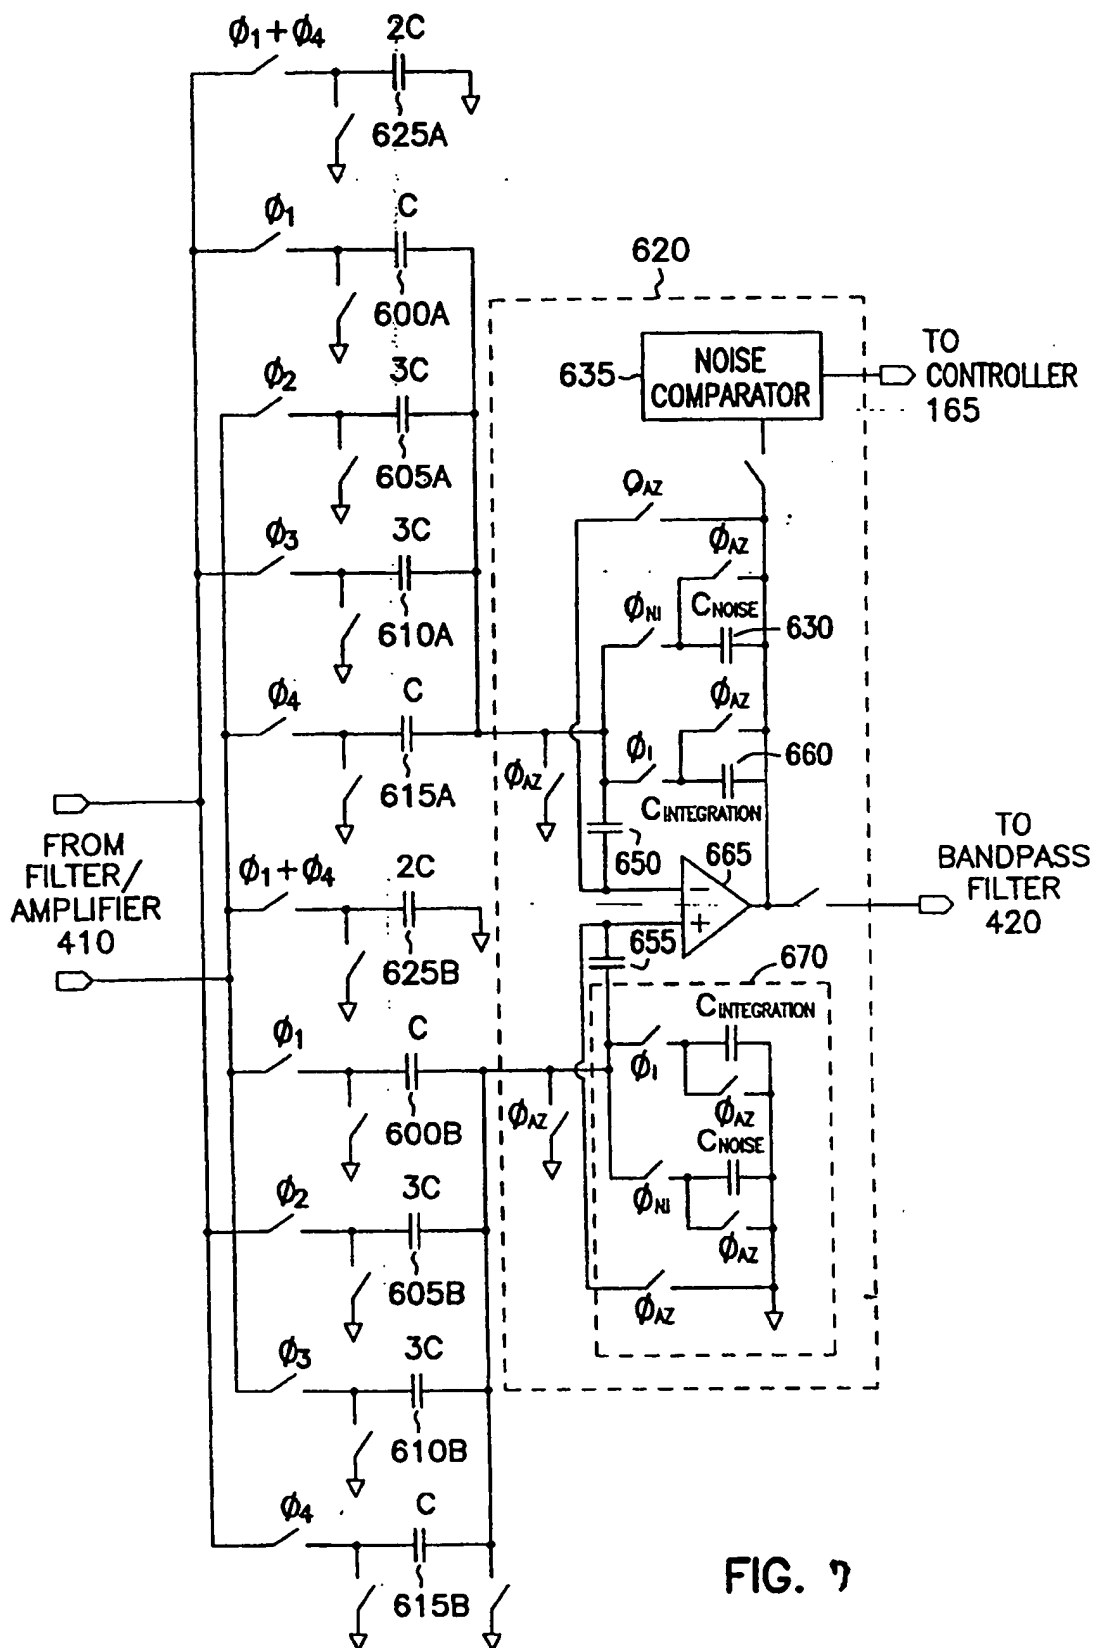 ϕ1+ϕ4
2C
625A
ϕ1
C
600A
ϕ2
3C
605A
ϕ3
3C
610A
ϕ4
C
615A
FROM
FILTER/
AMPLIFIER
410
ϕ1+ϕ4
2C
625B
ϕ1
C
600B
ϕ2
3C
605B
ϕ3
3C
610B
ϕ4
C
615B
620
635
NOISE
COMPARATOR
TO
CONTROLLER
165
QAZ
ϕAZ
ϕNI
CNOISE
630
ϕAZ
ϕI
660
CINTEGRATION
ϕAZ
650
665
−
+
655
TO
BANDPASS
FILTER
420
670
CINTEGRATION
ϕI
ϕAZ
ϕAZ
CNOISE
ϕNI
ϕAZ
ϕAZ
FIG. 7